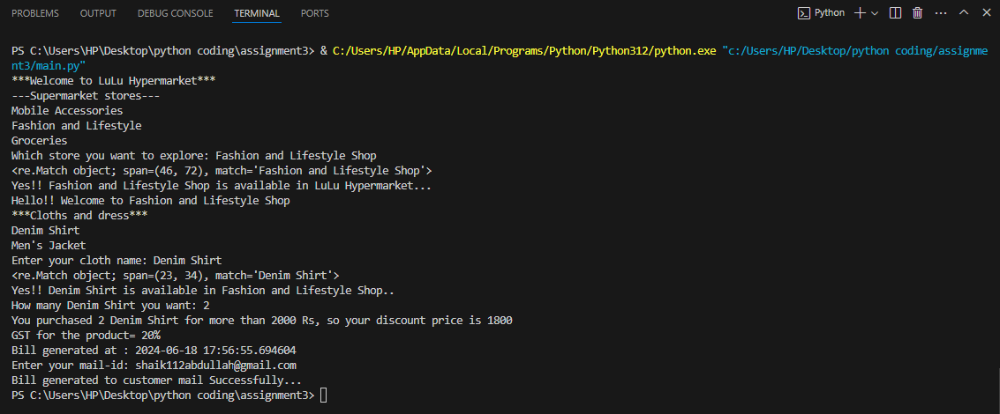 PROBLEMS OUTPUT DEBUG CONSOLE TERMINAL PORTS Python
PS C:\Users\HP\Desktop\python coding\assignment3> & C:/Users/HP/AppData/Local/Programs/Python/Python312/python.exe "c:/Users/HP/Desktop/python coding/assignme
nt3/main.py"
***Welcome to LuLu Hypermarket***
---Supermarket stores---
Mobile Accessories
Fashion and Lifestyle
Groceries
Which store you want to explore: Fashion and Lifestyle Shop
<re.Match object; span=(46, 72), match='Fashion and Lifestyle Shop'>
Yes!! Fashion and Lifestyle Shop is available in LuLu Hypermarket...
Hello!! Welcome to Fashion and Lifestyle Shop
***Cloths and dress***
Denim Shirt
Men's Jacket
Enter your cloth name: Denim Shirt
<re.Match object; span=(23, 34), match='Denim Shirt'>
Yes!! Denim Shirt is available in Fashion and Lifestyle Shop..
How many Denim Shirt you want: 2
You purchased 2 Denim Shirt for more than 2000 Rs, so your discount price is 1800
GST for the product= 20%
Bill generated at : 2024-06-18 17:56:55.694604
Enter your mail-id: shaik112abdullah@gmail.com
Bill generated to customer mail Successfully...
PS C:\Users\HP\Desktop\python coding\assignment3>